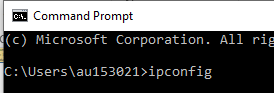 Command Prompt
(c) Microsoft Corporation. All rig
C:\Users\au153021>ipconfig